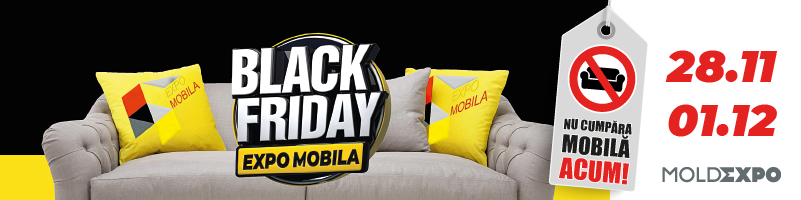 EXPO
MOBILA
BLACK
FRIDAY
EXPO MOBILA
EXPO
MOBILA
NU CUMPĂRA
MOBILĂ
ACUM!
28.11
01.12
MOLDEXPO